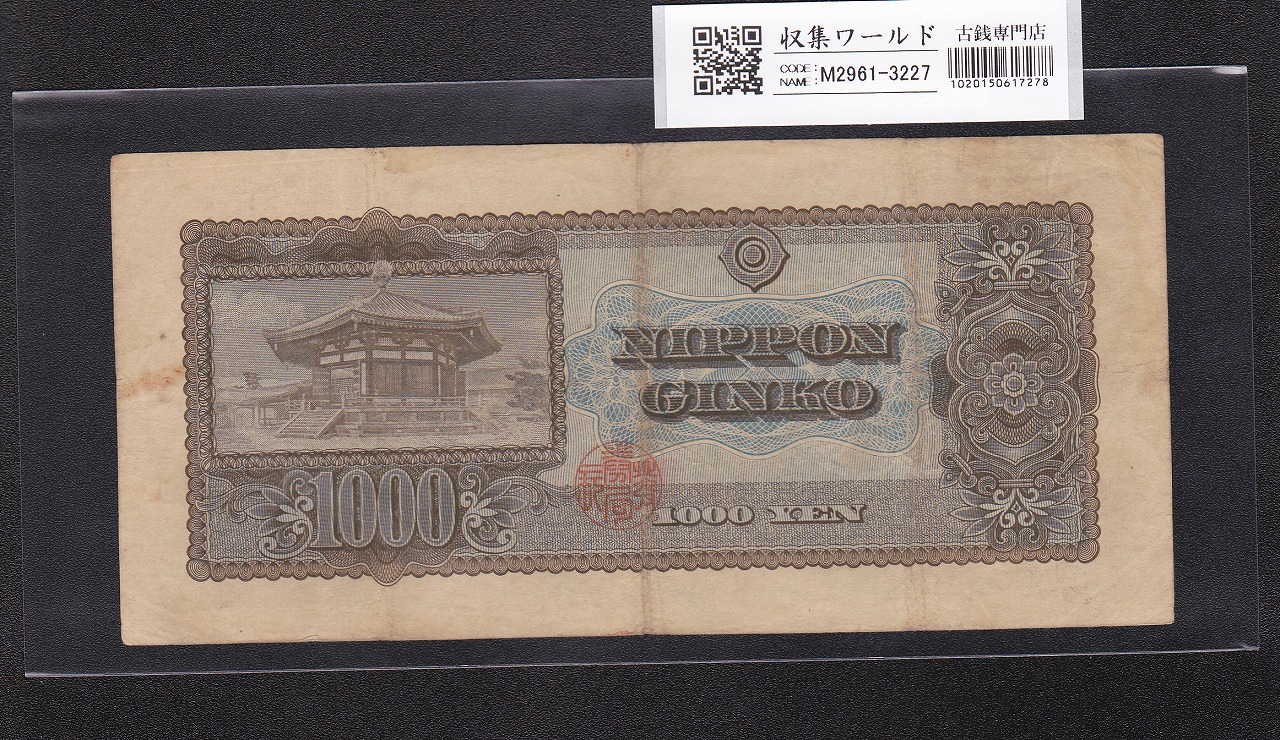 収集ワールド 古銭専門店
CODE:
NAME: M2961-3227
1020150617278
NIPPON
GINKO
1000
1000 YEN